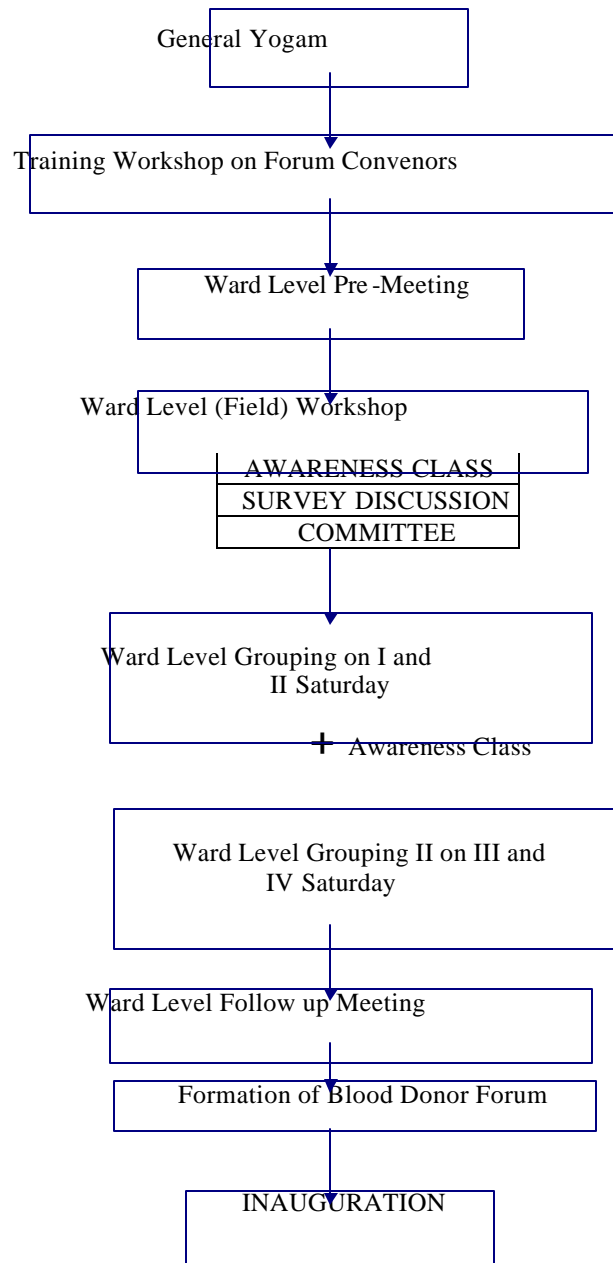 General Yogam
Training Workshop on Forum Convenors
Ward Level Pre-Meeting
Ward Level (Field) Workshop
AWARENESS CLASS
SURVEY DISCUSSION
COMMITTEE
Ward Level Grouping on I and
II Saturday
+ Awareness Class
Ward Level Grouping II on III and
IV Saturday
Ward Level Follow up Meeting
Formation of Blood Donor Forum
INAUGURATION